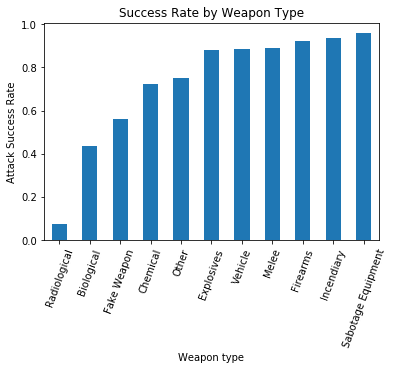 Success Rate by Weapon Type
Attack Success Rate
1.0
0.8
0.6
0.4
0.2
0.0
Radiological
Biological
Fake Weapon
Chemical
Other
Explosives
Vehicle
Melee
Firearms
Incendiary
Sabotage Equipment
Weapon type